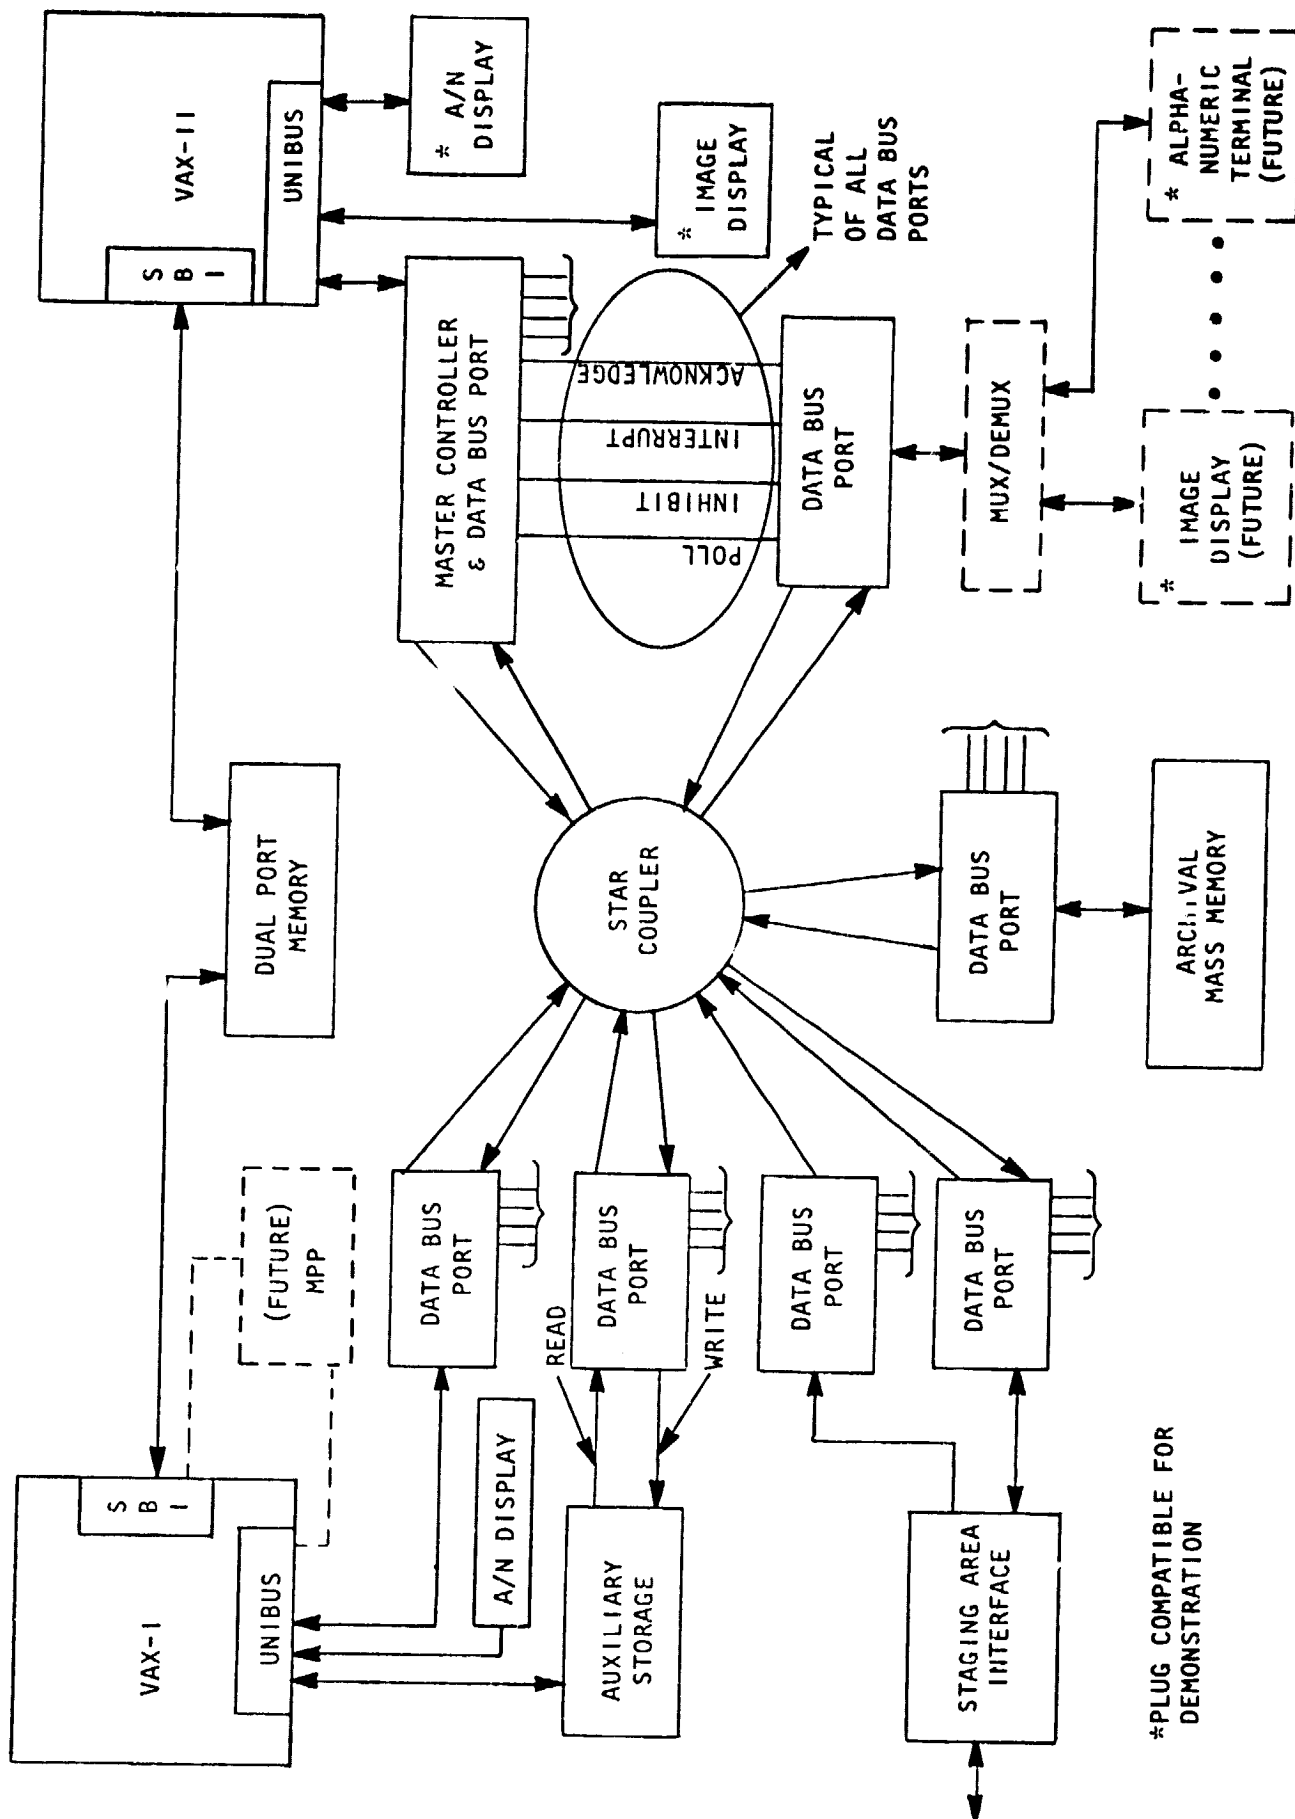 VAX-I
S
B
I
UNIBUS
(FUTURE)
MPP
DUAL PORT
MEMORY
VAX-II
S
B
I
UNIBUS
*
A/N
DISPLAY
*
IMAGE
DISPLAY
A/N DISPLAY
DATA BUS
PORT
MASTER CONTROLLER
& DATA BUS PORT
READ
AUXILIARY
STORAGE
DATA BUS
PORT
WRITE
STAR
COUPLER
POLL
INHIBIT
INTERRUPT
ACKNOWLEDGE
TYPICAL
OF ALL
DATA BUS
PORTS
DATA BUS
PORT
DATA BUS
PORT
STAGING AREA
INTERFACE
DATA BUS
PORT
DATA BUS
PORT
MUX/DEMUX
ARCHIVAL
MASS MEMORY
*
IMAGE
DISPLAY
(FUTURE)
* ALPHA-
NUMERIC
TERMINAL
(FUTURE)
*PLUG COMPATIBLE FOR
DEMONSTRATION